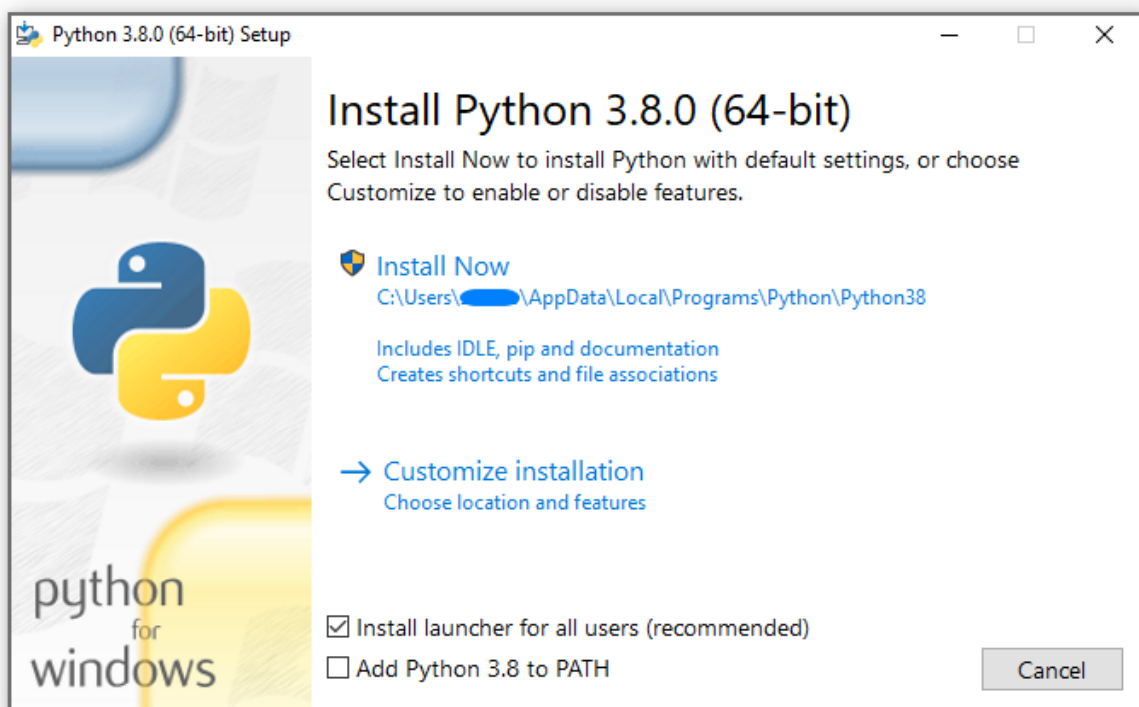 Python 3.8.0 (64-bit) Setup
Install Python 3.8.0 (64-bit)
Select Install Now to install Python with default settings, or choose
Customize to enable or disable features.
Install Now
C:\Users\ \AppData\Local\Programs\Python\Python38
Includes IDLE, pip and documentation
Creates shortcuts and file associations
Customize installation
Choose location and features
python
for
windows
Install launcher for all users (recommended)
Add Python 3.8 to PATH
Cancel